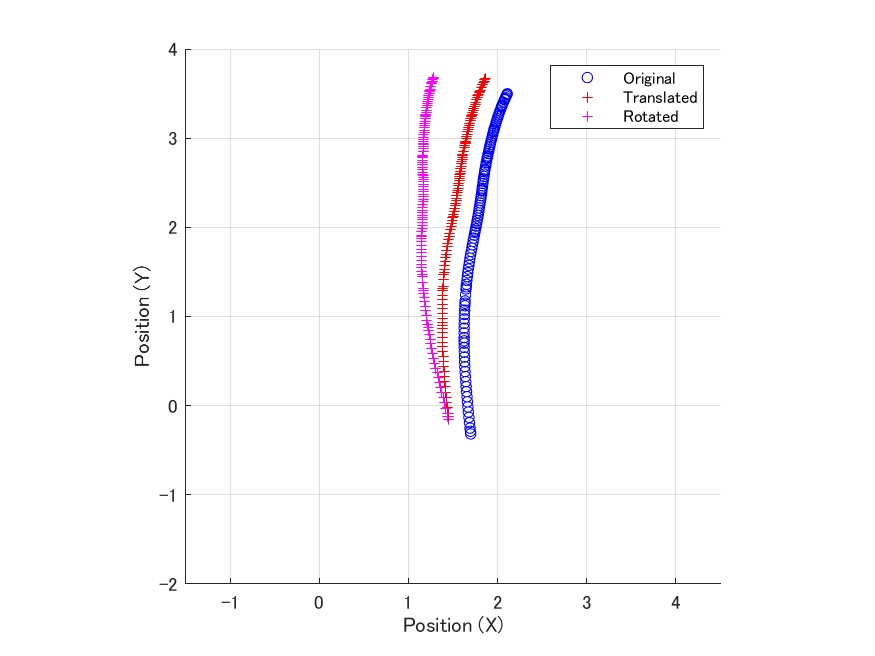 4
3
2
1
0
−1
−2
Position (Y)
Original
Translated
Rotated
−1 0 1 2 3 4
Position (X)